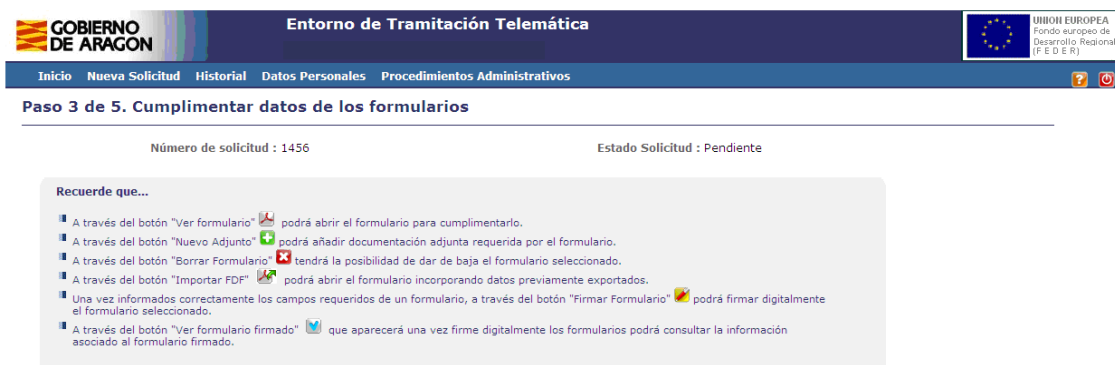 GOBIERNO
DE ARAGON
Entorno de Tramitación Telemática
UNION EUROPEA
Fondo europeo de
Desarrollo Regional
(F E D E R)
Inicio Nueva Solicitud Historial Datos Personales Procedimientos Administrativos
?
Paso 3 de 5. Cumplimentar datos de los formularios
Número de solicitud : 1456 Estado Solicitud : Pendiente
Recuerde que...
A través del botón "Ver formulario" podrá abrir el formulario para cumplimentarlo.
A través del botón "Nuevo Adjunto" podrá añadir documentación adjunta requerida por el formulario.
A través del botón "Borrar Formulario" tendrá la posibilidad de dar de baja el formulario seleccionado.
A través del botón "Importar FDF" podrá abrir el formulario incorporando datos previamente exportados.
Una vez informados correctamente los campos requeridos de un formulario, a través del botón "Firmar Formulario" podrá firmar digitalmente
el formulario seleccionado.
A través del botón "Ver formulario firmado" que aparecerá una vez firme digitalmente los formularios podrá consultar la información
asociado al formulario firmado.